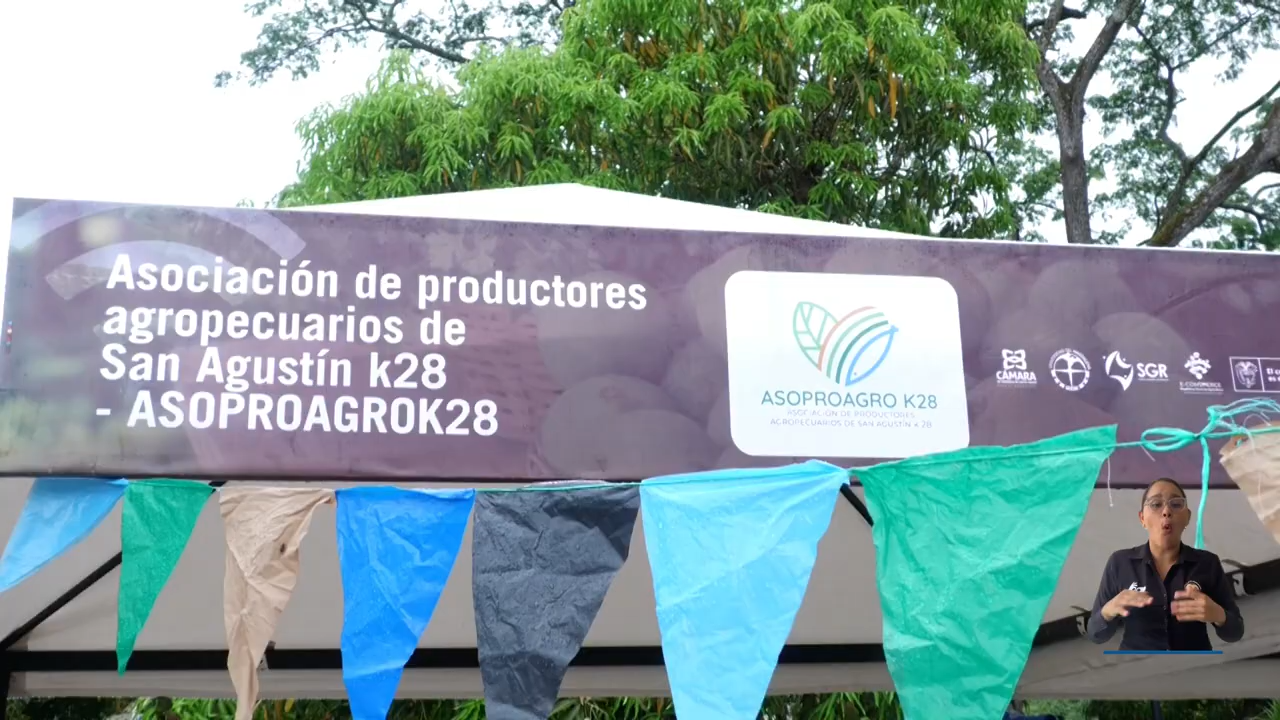 Asociación de productores
agropecuarios de
San Agustín k28
- ASOPROAGROK28
ASOPROAGRO K28
ASOCIACIÓN DE PRODUCTORES
AGROPECUARIOS DE SAN AGUSTÍN K 28
CÁMARA
SGR
E-COMMERCE